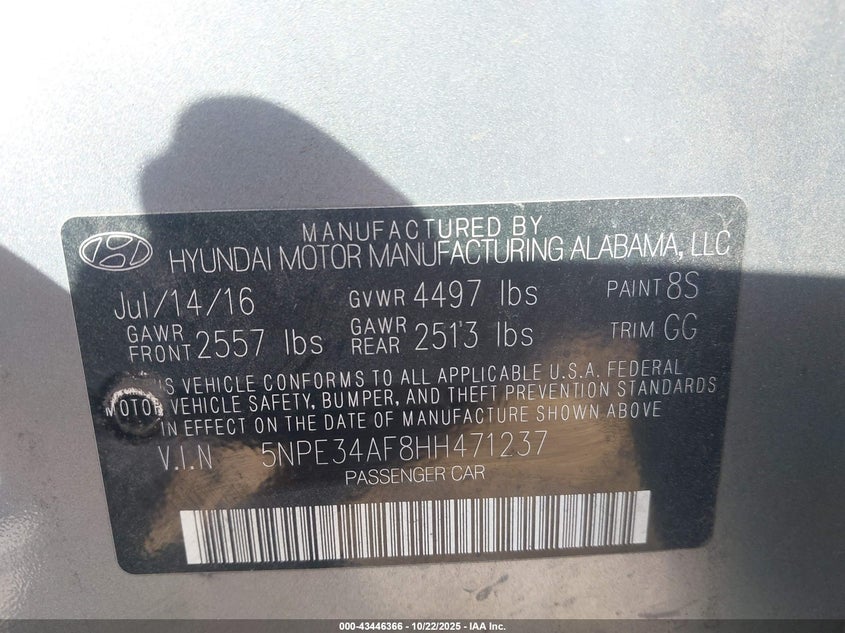 MANUFACTURED BY
HYUNDAI MOTOR MANUFACTURING ALABAMA, LLC
Jul/14/16 GVWR 4497 lbs PAINT 8S
GAWR FRONT 2557 lbs GAWR REAR 2513 lbs TRIM GG
IS VEHICLE CONFORMS TO ALL APPLICABLE U.S.A. FEDERAL
MOTOR VEHICLE SAFETY, BUMPER, AND THEFT PREVENTION STANDARDS
IN EFFECT ON THE DATE OF MANUFACTURE SHOWN ABOVE
V.I.N 5NPE34AF8HH471237
PASSENGER CAR
000-43446366 - 10/22/2025 - IAA Inc.